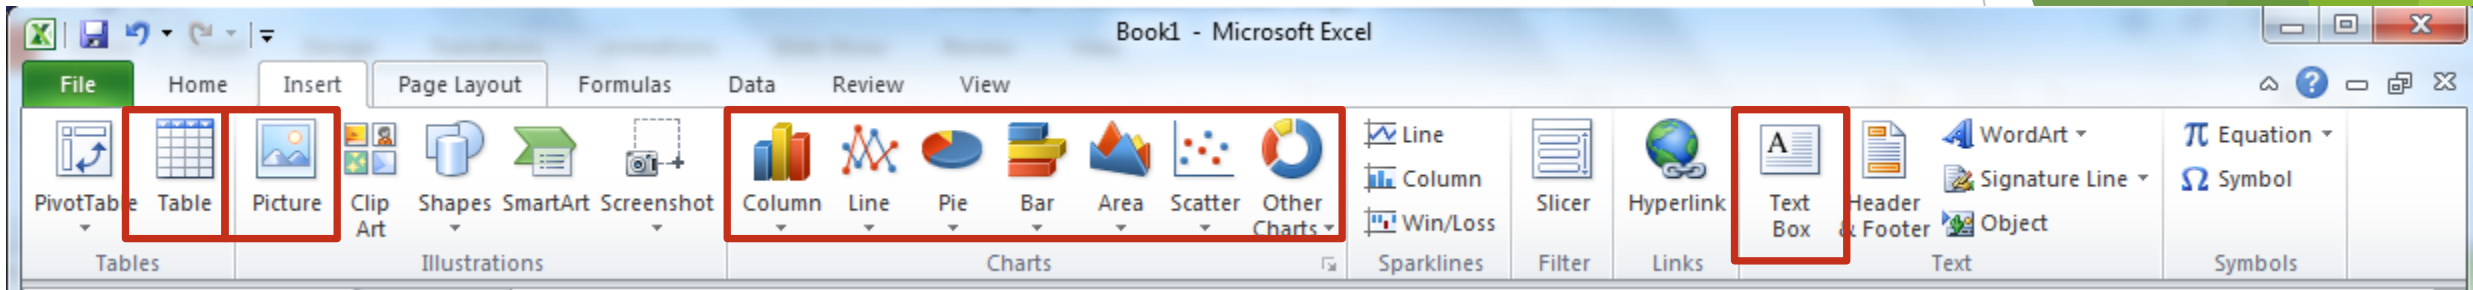 Book1 - Microsoft Excel
File Home Insert Page Layout Formulas Data Review View
PivotTable Table Picture Clip Art Shapes SmartArt Screenshot Column Line Pie Bar Area Scatter Other Charts Line Column Win/Loss Slicer Hyperlink A Text Box Header & Footer WordArt Signature Line Object π Equation Ω Symbol
Tables Illustrations Charts Sparklines Filter Links Text Symbols